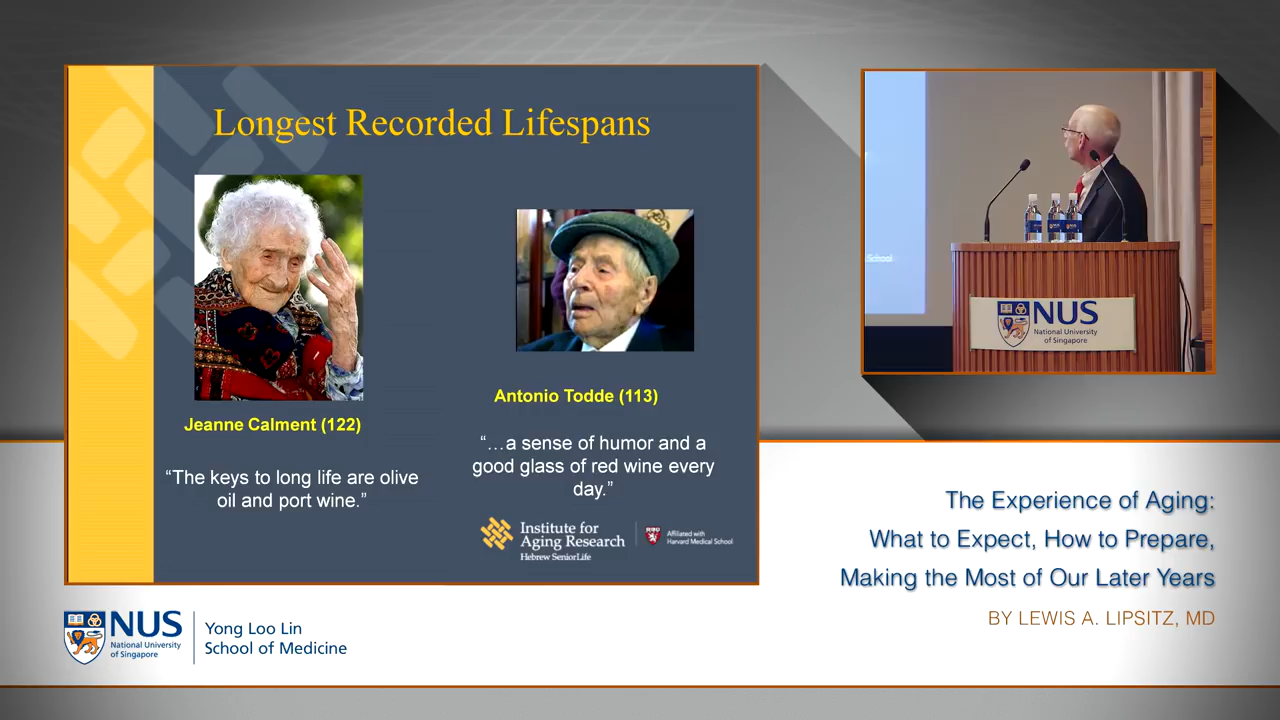 Longest Recorded Lifespans
Jeanne Calment (122)
“The keys to long life are olive
oil and port wine.”
Antonio Todde (113)
“…a sense of humor and a
good glass of red wine every
day.”
Institute for
Aging Research
Hebrew SeniorLife
Affiliated with
Harvard Medical School
School
NUS
National University
of Singapore
The Experience of Aging:
What to Expect, How to Prepare,
Making the Most of Our Later Years
BY LEWIS A. LIPSITZ, MD
NUS
National University
of Singapore
Yong Loo Lin
School of Medicine